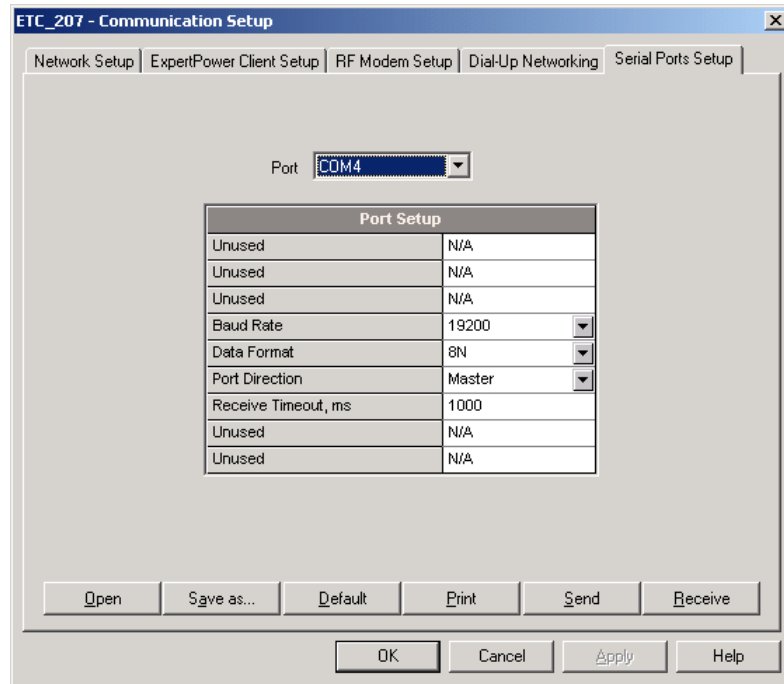 ETC_207 - Communication Setup
Network Setup ExpertPower Client Setup RF Modem Setup Dial-Up Networking Serial Ports Setup
Port COM4
Port Setup
Unused N/A
Unused N/A
Unused N/A
Baud Rate 19200
Data Format 8N
Port Direction Master
Receive Timeout, ms 1000
Unused N/A
Unused N/A
Open Save as... Default Print Send Receive
OK Cancel Apply Help